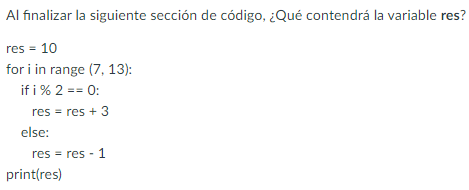 Al finalizar la siguiente sección de código, ¿Qué contendrá la variable res?
res = 10
for i in range (7, 13):
if i % 2 == 0:
res = res + 3
else:
res = res - 1
print(res)